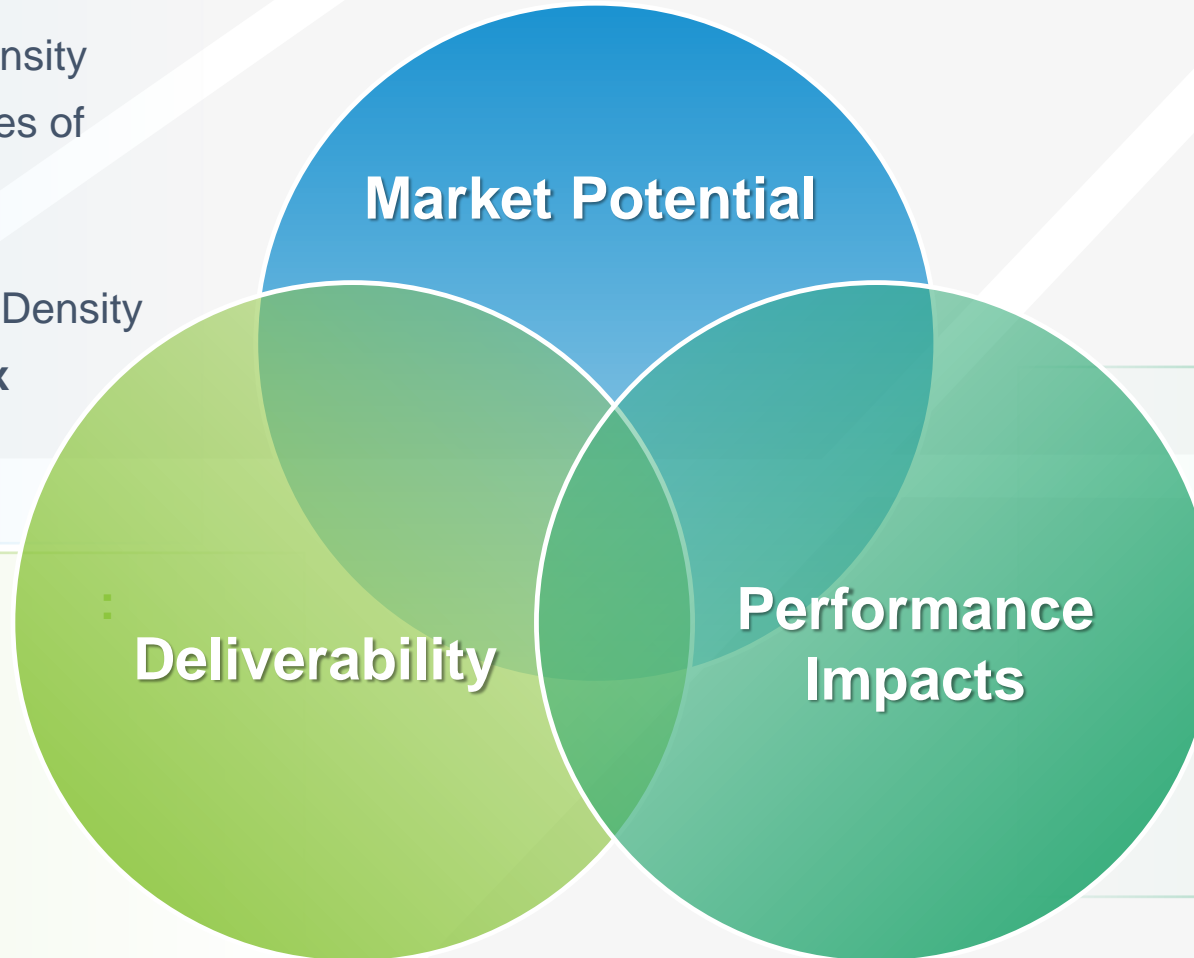 nsity
es of
Market Potential
Density
x
:
Deliverability
Performance
Impacts